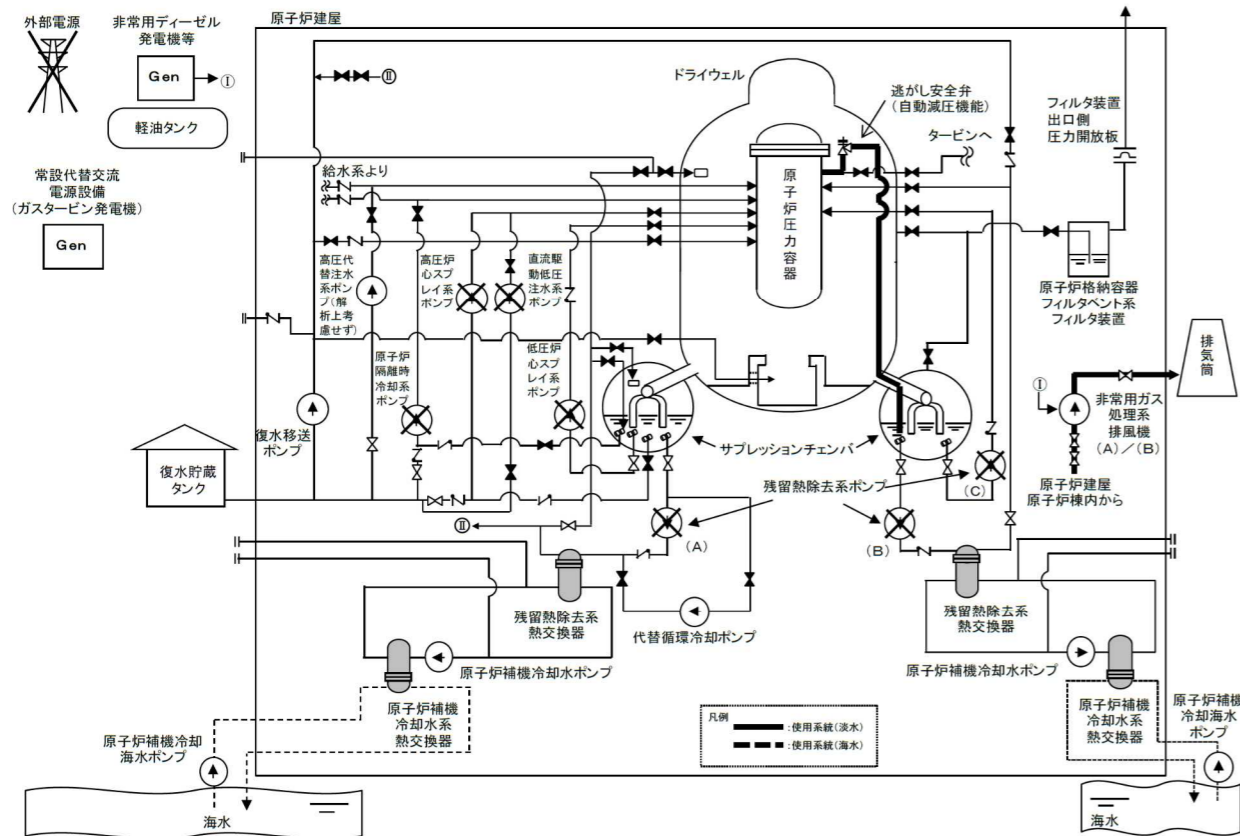 外部電源
非常用ディーゼル
発電機等
Gen
Ⓘ
軽油タンク
常設代替交流
電源設備
(ガスタービン発電機)
Gen
原子炉建屋
Ⅱ
ドライウェル
逃がし安全弁
(自動減圧機能)
タービンへ
フィルタ装置
出口側
圧力開放板
給水系より
原子炉圧力容器
高圧代
替注水
系ポン
プ(解
析上考
慮せず)
高圧炉
心スプ
レイ系
ポンプ
直流駆
動低圧
注水系
ポンプ
原子炉格納容器
フィルタベント系
フィルタ装置
原子炉
隔離時
冷却系
ポンプ
低圧炉
心スプ
レイ系
ポンプ
排気筒
Ⓘ
非常用ガス
処理系
排風機
(A)/(B)
原子炉建屋
原子炉棟内から
復水移送
ポンプ
復水貯蔵
タンク
サプレッションチェンバ
残留熱除去系ポンプ
(C)
Ⅱ
(A)
(B)
残留熱除去系
熱交換器
代替循環冷却ポンプ
残留熱除去系
熱交換器
原子炉補機冷却水ポンプ
原子炉補機冷却水ポンプ
原子炉補機
冷却水系
熱交換器
原子炉補機冷却
海水ポンプ
凡例
:使用系統(淡水)
:使用系統(海水)
原子炉補機
冷却水系
熱交換器
原子炉補機
冷却海水
ポンプ
海水
海水